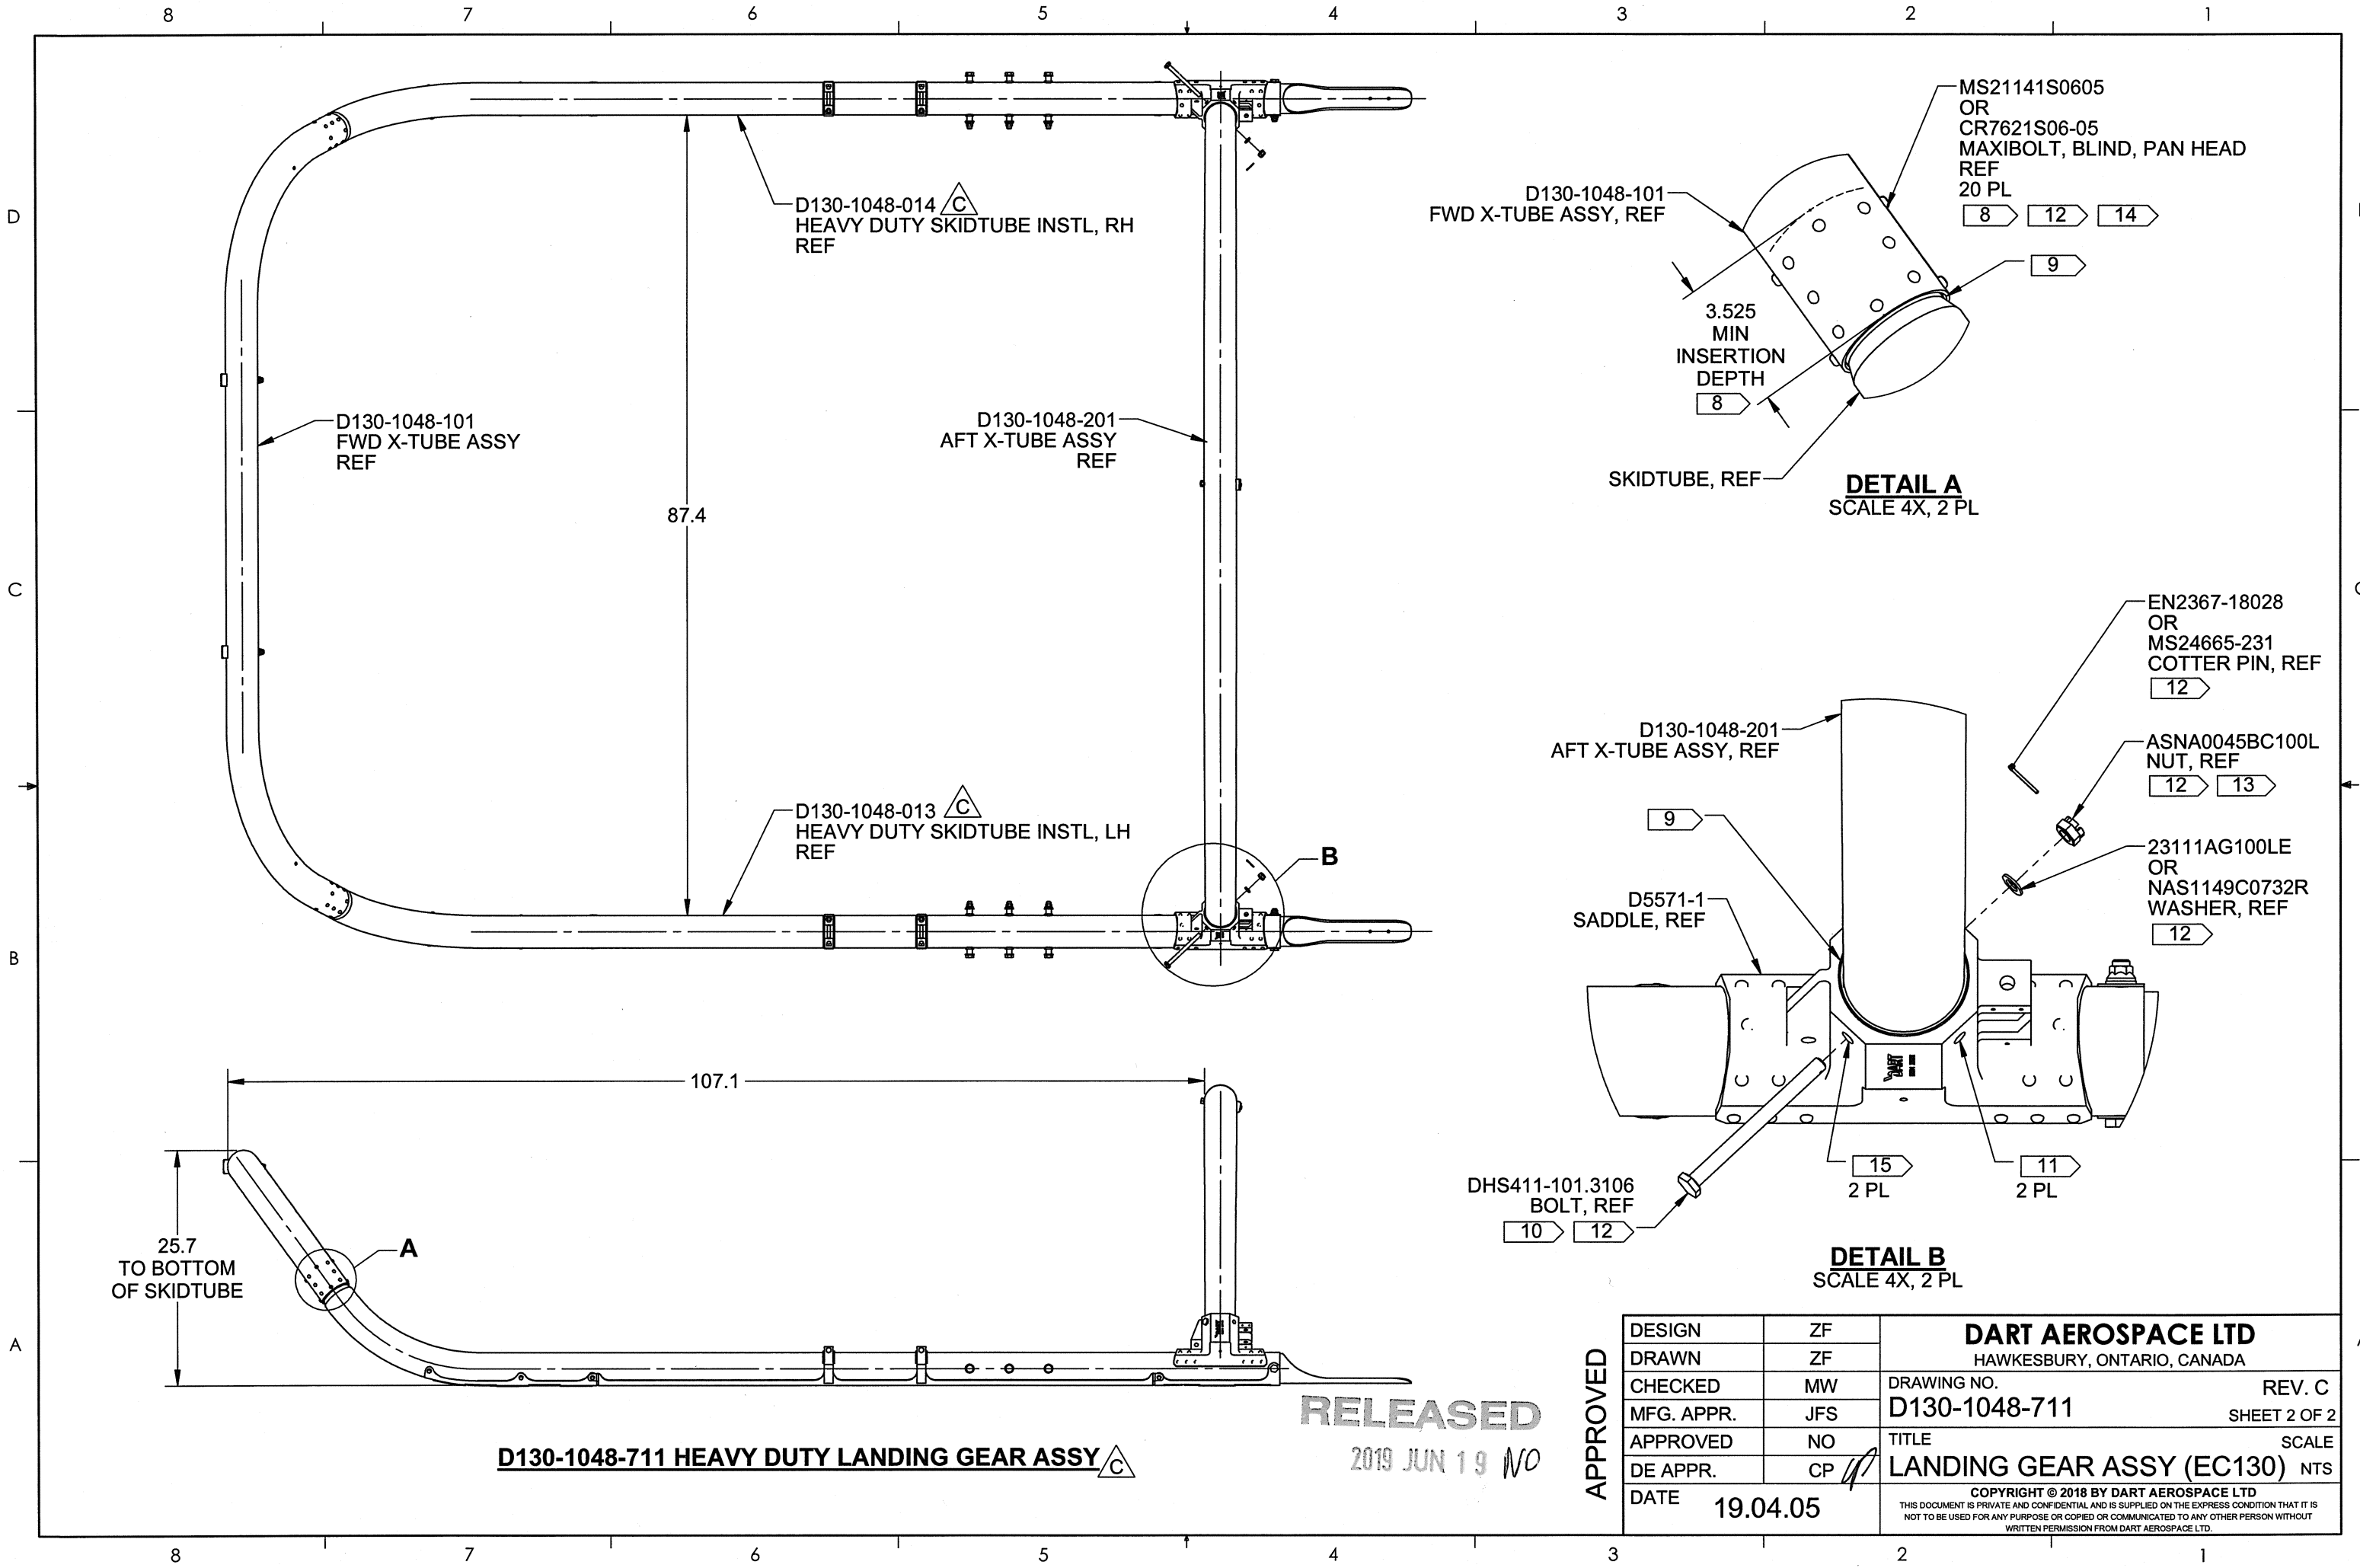 8 7 6 5 4 3 2 1
D
C
B
A
D130-1048-014 C
HEAVY DUTY SKIDTUBE INSTL, RH
REF
D130-1048-101
FWD X-TUBE ASSY
REF
D130-1048-201
AFT X-TUBE ASSY
REF
87.4
D130-1048-013 C
HEAVY DUTY SKIDTUBE INSTL, LH
REF
B
107.1
25.7
TO BOTTOM
OF SKIDTUBE
A
D130-1048-711 HEAVY DUTY LANDING GEAR ASSY C
MS21141S0605
OR
CR7621S06-05
MAXIBOLT, BLIND, PAN HEAD
REF
20 PL
8 12 14
D130-1048-101
FWD X-TUBE ASSY, REF
9
3.525
MIN
INSERTION
DEPTH
8
SKIDTUBE, REF
DETAIL A
SCALE 4X, 2 PL
EN2367-18028
OR
MS24665-231
COTTER PIN, REF
12
D130-1048-201
AFT X-TUBE ASSY, REF
ASNA0045BC100L
NUT, REF
12 13
9
23111AG100LE
OR
NAS1149C0732R
WASHER, REF
12
D5571-1
SADDLE, REF
DART
15
2 PL
11
2 PL
DHS411-101.3106
BOLT, REF
10 12
DETAIL B
SCALE 4X, 2 PL
RELEASED
2019 JUN 19 NO
APPROVED
DESIGN ZF
DRAWN ZF
CHECKED MW
MFG. APPR. JFS
APPROVED NO
DE APPR. CP
DATE 19.04.05
DART AEROSPACE LTD
HAWKESBURY, ONTARIO, CANADA
DRAWING NO. REV. C
D130-1048-711 SHEET 2 OF 2
TITLE SCALE
LANDING GEAR ASSY (EC130) NTS
COPYRIGHT © 2018 BY DART AEROSPACE LTD
THIS DOCUMENT IS PRIVATE AND CONFIDENTIAL AND IS SUPPLIED ON THE EXPRESS CONDITION THAT IT IS
NOT TO BE USED FOR ANY PURPOSE OR COPIED OR COMMUNICATED TO ANY OTHER PERSON WITHOUT
WRITTEN PERMISSION FROM DART AEROSPACE LTD.
8 7 6 5 4 3 2 1